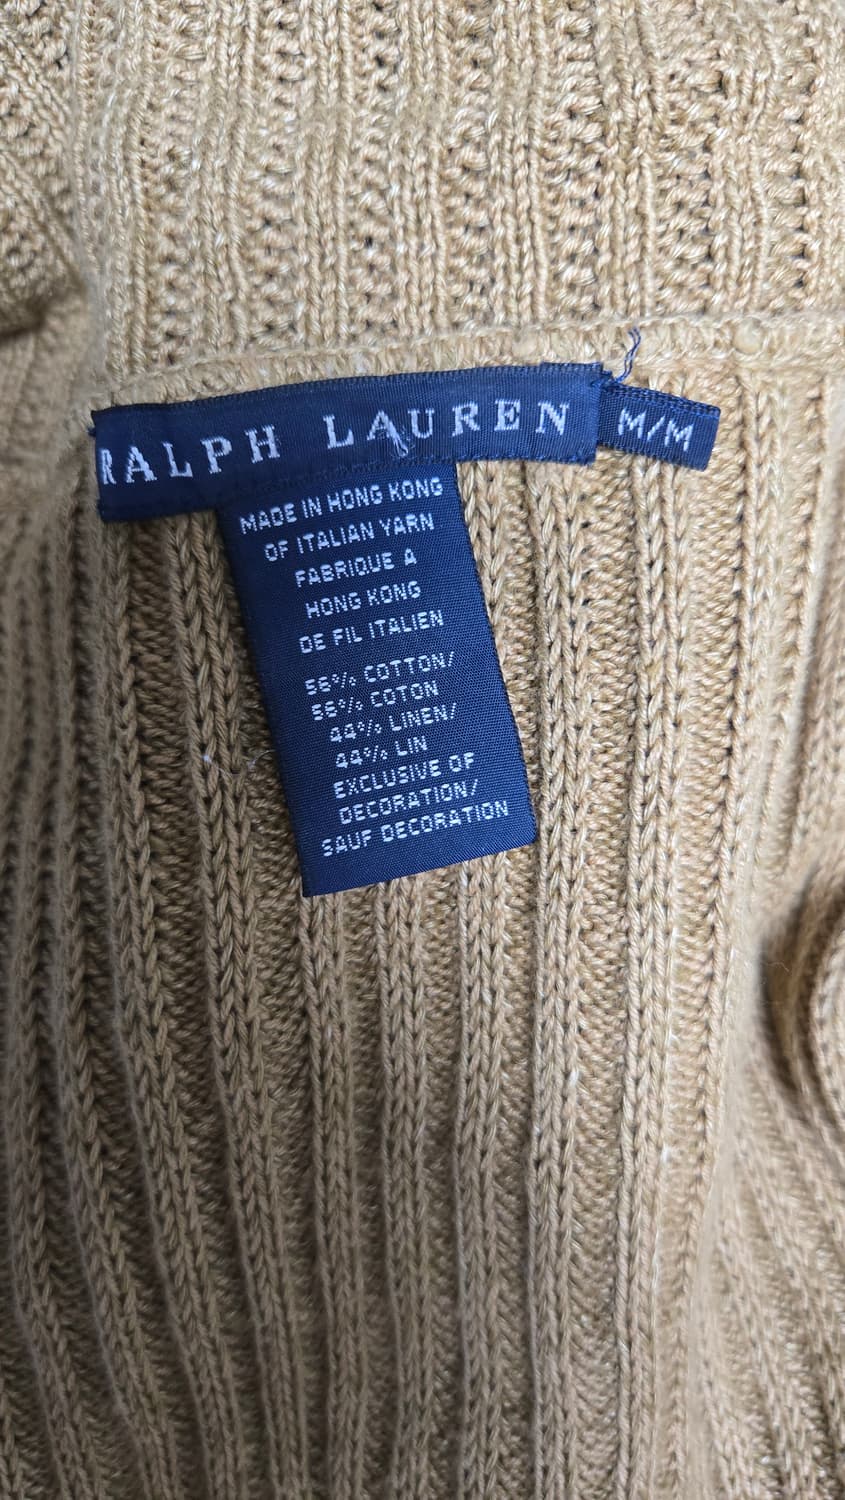 RALPH LAUREN
M/M
MADE IN HONG KONG
OF ITALIAN YARN
FABRIQUE A
HONG KONG
DE FIL ITALIEN
56% COTTON/
56% COTON
44% LINEN/
44% LIN
EXCLUSIVE OF
DECORATION/
SAUF DECORATION